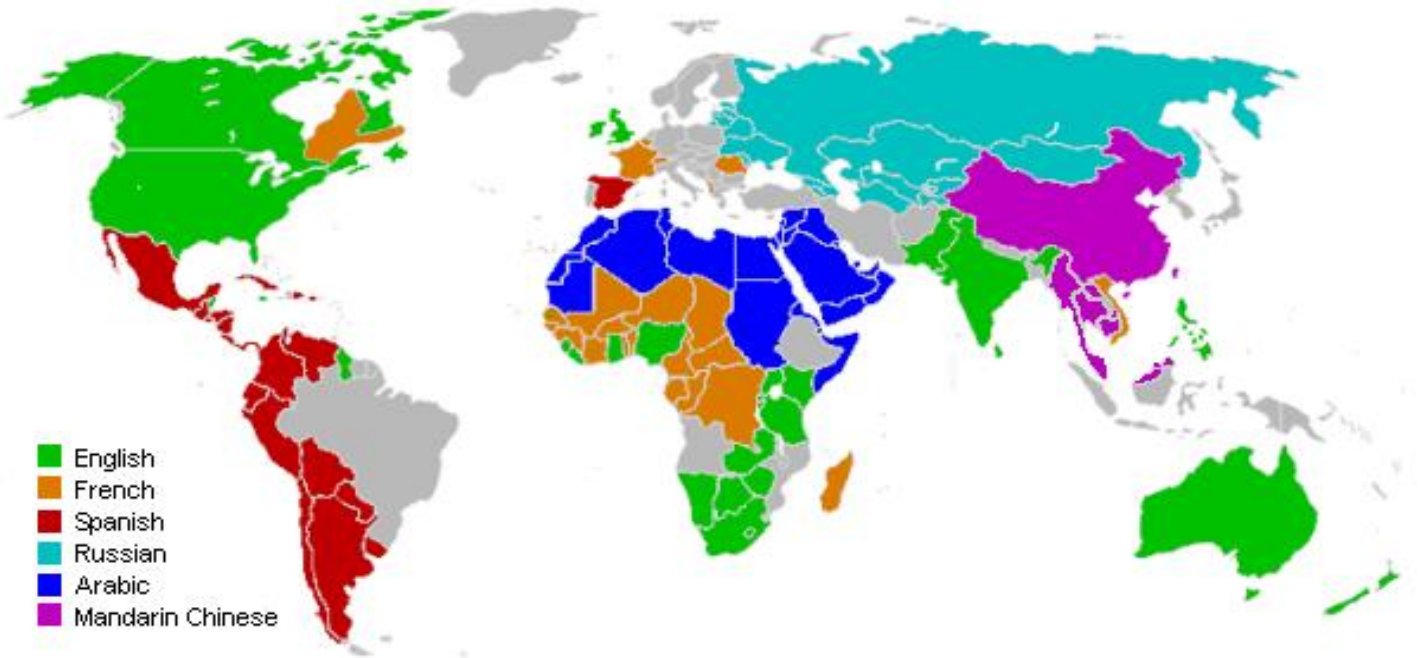 English
French
Spanish
Russian
Arabic
Mandarin Chinese